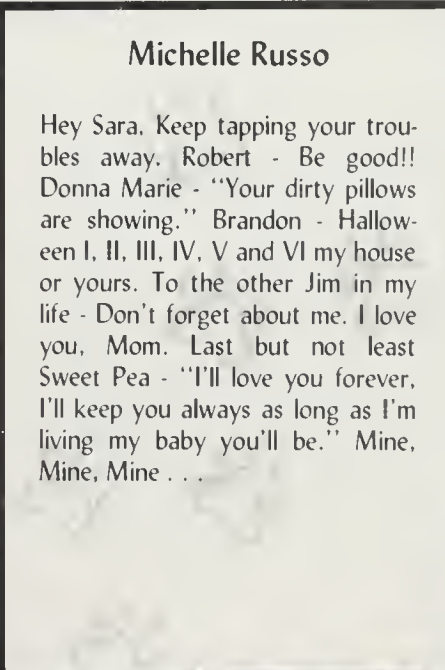 Michelle Russo
Hey Sara, Keep tapping your trou-
bles away. Robert - Be good!!
Donna Marie - "Your dirty pillows
are showing." Brandon - Hallow-
een I, II, III, IV, V and VI my house
or yours. To the other Jim in my
life - Don't forget about me. I love
you, Mom. Last but not least
Sweet Pea - "I'll love you forever,
I'll keep you always as long as I'm
living my baby you'll be." Mine,
Mine, Mine . . .